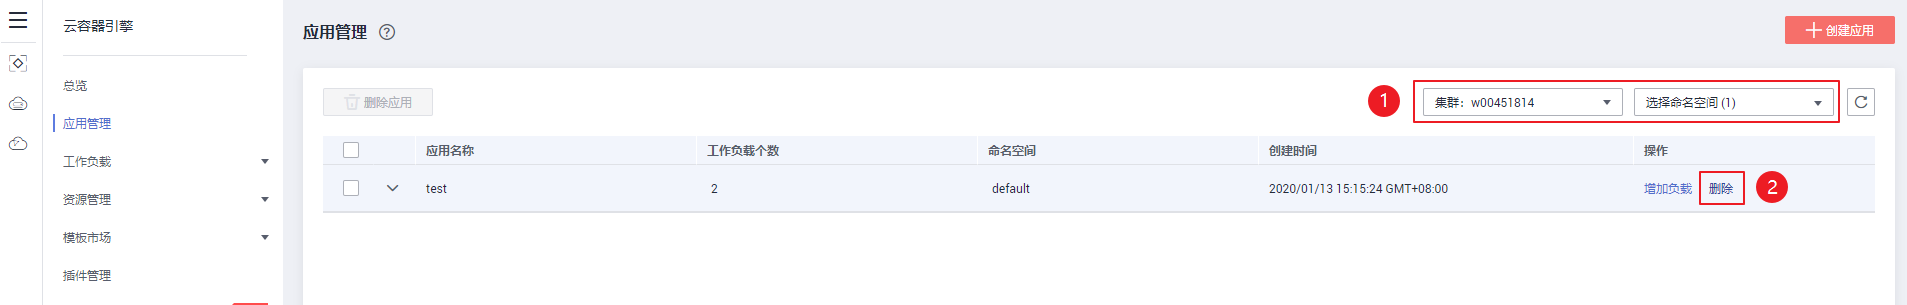 云容器引擎
总览
应用管理
工作负载
资源管理
模板市场
插件管理
应用管理 ?
创建应用
删除应用
1
集群：w00451814
选择命名空间 (1)
应用名称 工作负载个数 命名空间 创建时间 操作
test 2 default 2020/01/13 15:15:24 GMT+08:00 增加负载 删除 2